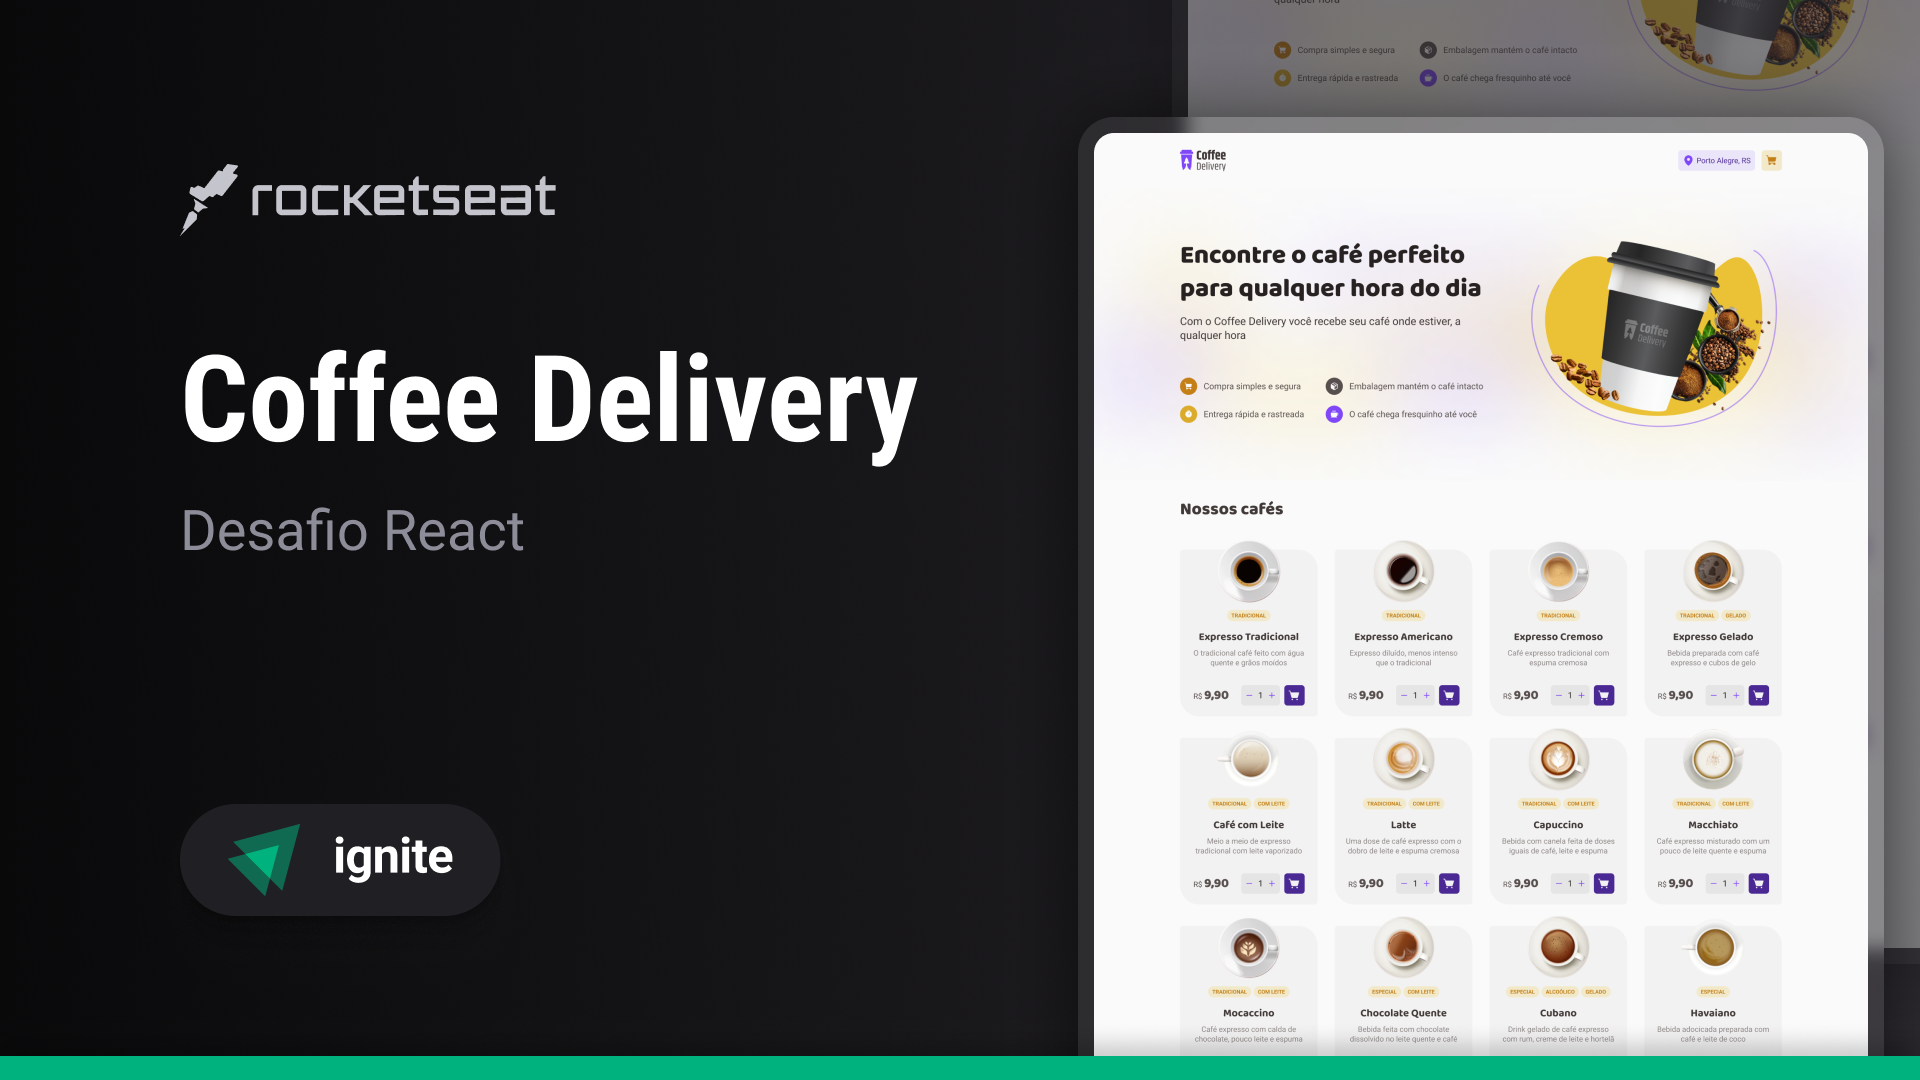 rocketseat
Coffee Delivery
Desafio React
ignite
Compra simples e segura
Embalagem mantém o café intacto
Entrega rápida e rastreada
O café chega fresquinho até você
Coffee
Delivery
Porto Alegre, RS
Encontre o café perfeito
para qualquer hora do dia
Com o Coffee Delivery você recebe seu café onde estiver, a
qualquer hora
Coffee
Delivery
Compra simples e segura
Embalagem mantém o café intacto
Entrega rápida e rastreada
O café chega fresquinho até você
Nossos cafés
TRADICIONAL
Expresso Tradicional
O tradicional café feito com água
quente e grãos moídos
R$ 9,90 − 1 +
TRADICIONAL
Expresso Americano
Expresso diluído, menos intenso
que o tradicional
R$ 9,90 − 1 +
TRADICIONAL
Expresso Cremoso
Café expresso tradicional com
espuma cremosa
R$ 9,90 − 1 +
TRADICIONAL GELADO
Expresso Gelado
Bebida preparada com café
expresso e cubos de gelo
R$ 9,90 − 1 +
TRADICIONAL COM LEITE
Café com Leite
Meio a meio de expresso
tradicional com leite vaporizado
R$ 9,90 − 1 +
TRADICIONAL COM LEITE
Latte
Uma dose de café expresso com o
dobro de leite e espuma cremosa
R$ 9,90 − 1 +
TRADICIONAL COM LEITE
Capuccino
Bebida com canela feita de doses
iguais de café, leite e espuma
R$ 9,90 − 1 +
TRADICIONAL COM LEITE
Macchiato
Café expresso misturado com um
pouco de leite quente e espuma
R$ 9,90 − 1 +
TRADICIONAL COM LEITE
Mocaccino
Café expresso com calda de
chocolate, pouco leite e espuma
ESPECIAL COM LEITE
Chocolate Quente
Bebida feita com chocolate
dissolvido no leite quente e café
ESPECIAL ALCOÓLICO GELADO
Cubano
Drink gelado de café expresso
com rum, creme de leite e hortelã
ESPECIAL
Havaiano
Bebida adocicada preparada com
café e leite de coco